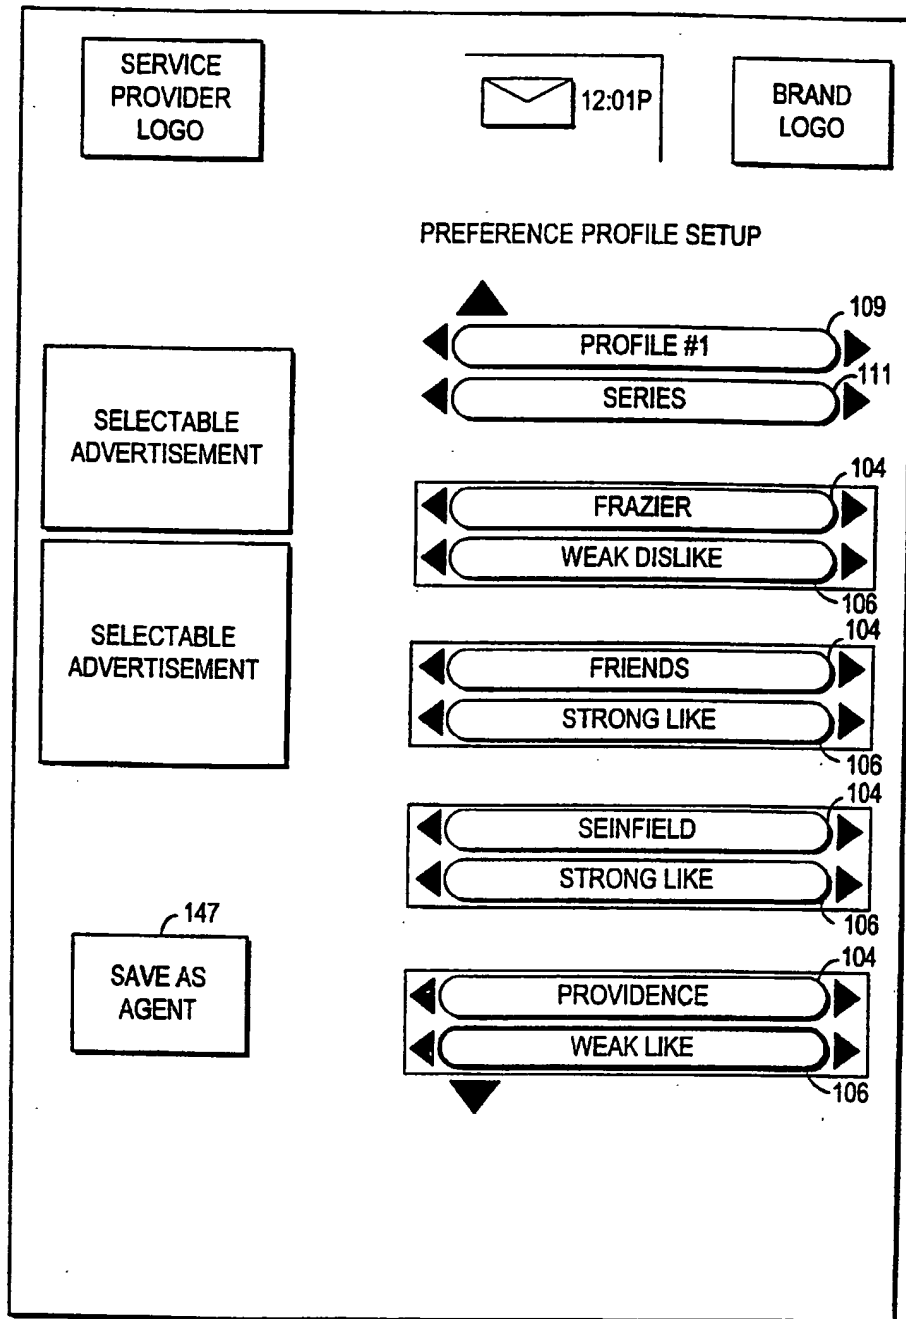 SERVICE
PROVIDER
LOGO
12:01P
BRAND
LOGO
PREFERENCE PROFILE SETUP
109
PROFILE #1
111
SERIES
SELECTABLE
ADVERTISEMENT
104
FRAZIER
WEAK DISLIKE
106
SELECTABLE
ADVERTISEMENT
104
FRIENDS
STRONG LIKE
106
104
SEINFIELD
STRONG LIKE
106
147
SAVE AS
AGENT
104
PROVIDENCE
WEAK LIKE
106